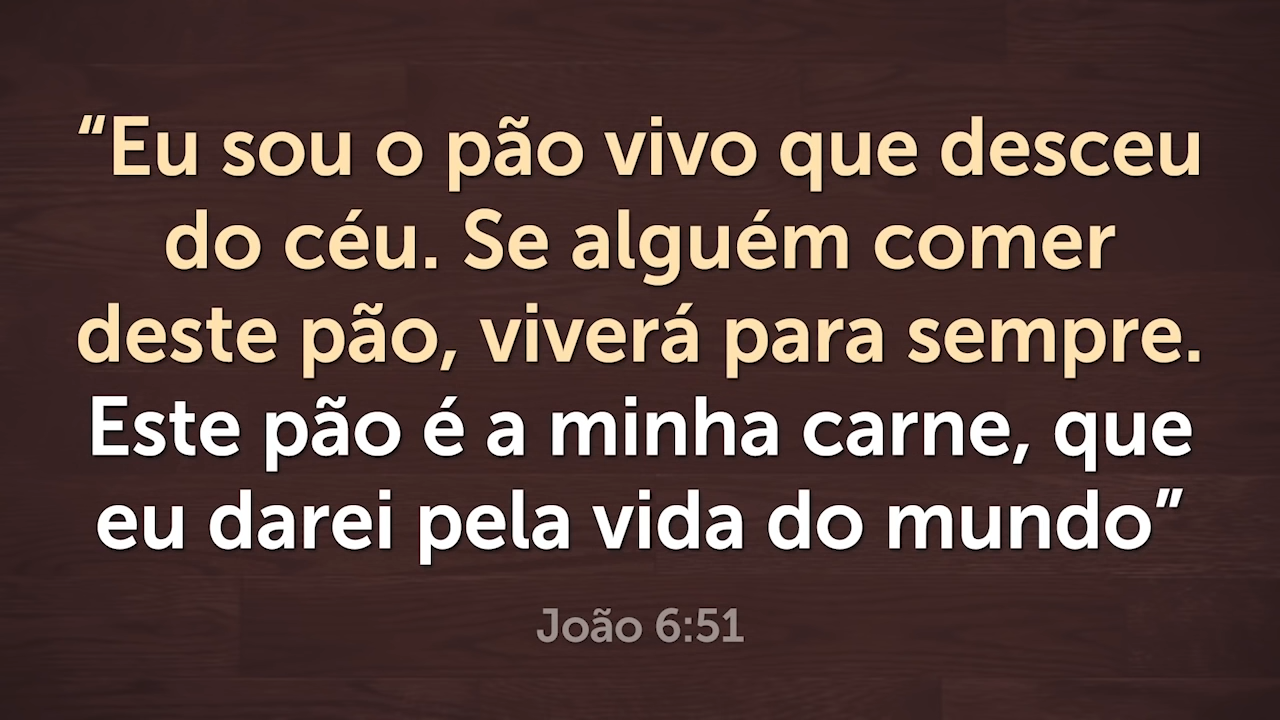 “Eu sou o pão vivo que desceu
do céu. Se alguém comer
deste pão, viverá para sempre.
Este pão é a minha carne, que
eu darei pela vida do mundo”
João 6:51